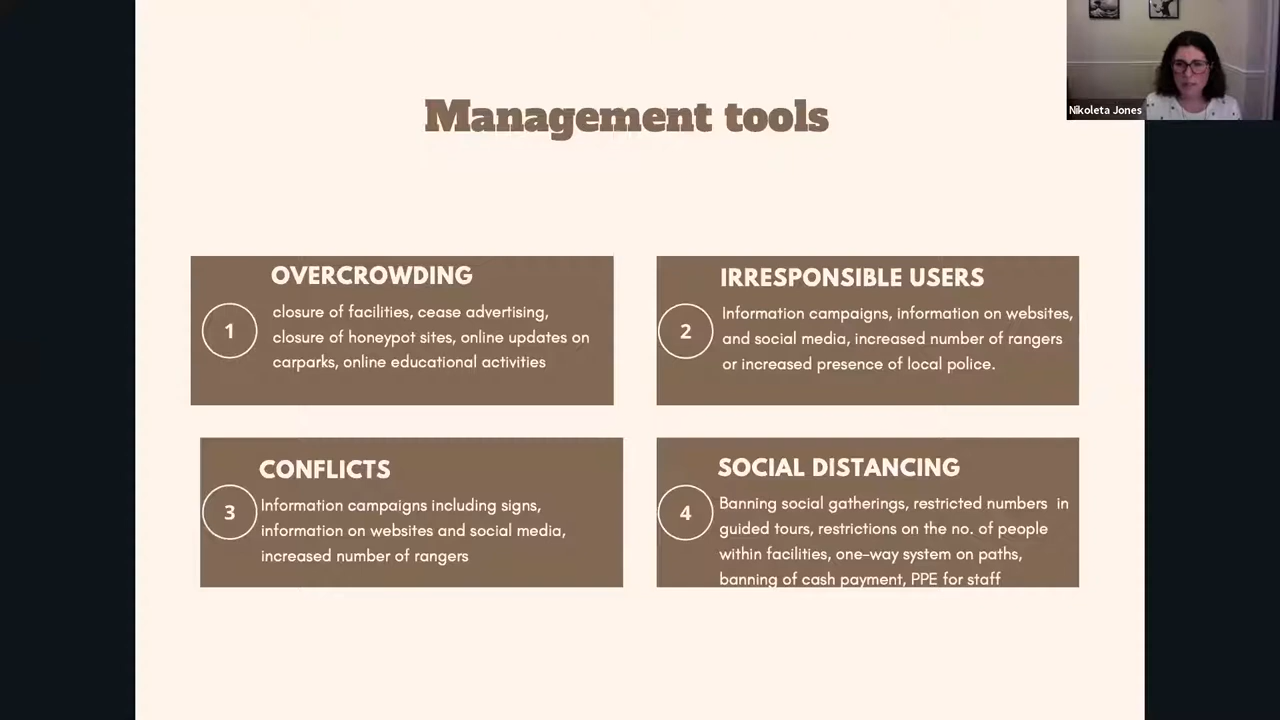 Management tools
Nikoleta Jones
OVERCROWDING
1
closure of facilities, cease advertising,
closure of honeypot sites, online updates on
carparks, online educational activities
IRRESPONSIBLE USERS
2
Information campaigns, information on websites,
and social media, increased number of rangers
or increased presence of local police.
CONFLICTS
3
Information campaigns including signs,
information on websites and social media,
increased number of rangers
SOCIAL DISTANCING
4
Banning social gatherings, restricted numbers in
guided tours, restrictions on the no. of people
within facilities, one-way system on paths,
banning of cash payment, PPE for staff